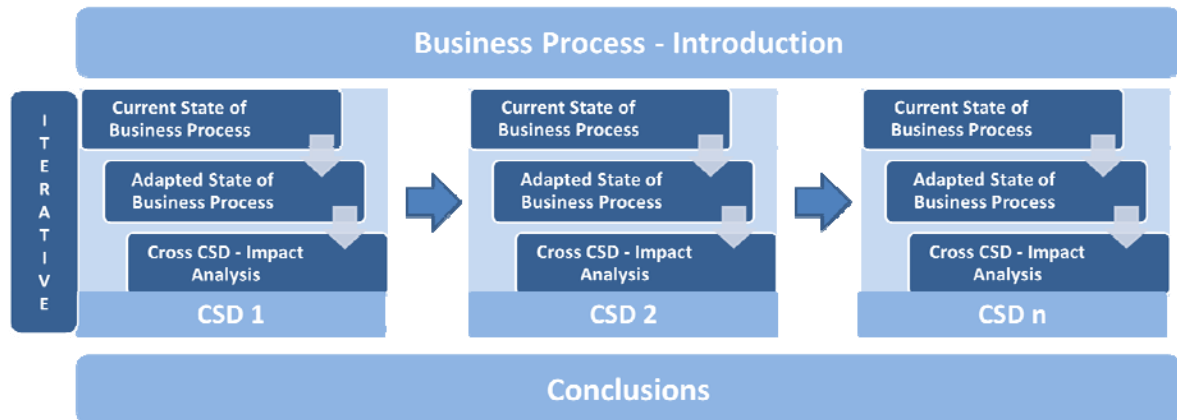 Business Process - Introduction
ITERATIVE
Current State of
Business Process
Adapted State of
Business Process
Cross CSD - Impact
Analysis
CSD 1
Current State of
Business Process
Adapted State of
Business Process
Cross CSD - Impact
Analysis
CSD 2
Current State of
Business Process
Adapted State of
Business Process
Cross CSD - Impact
Analysis
CSD n
Conclusions